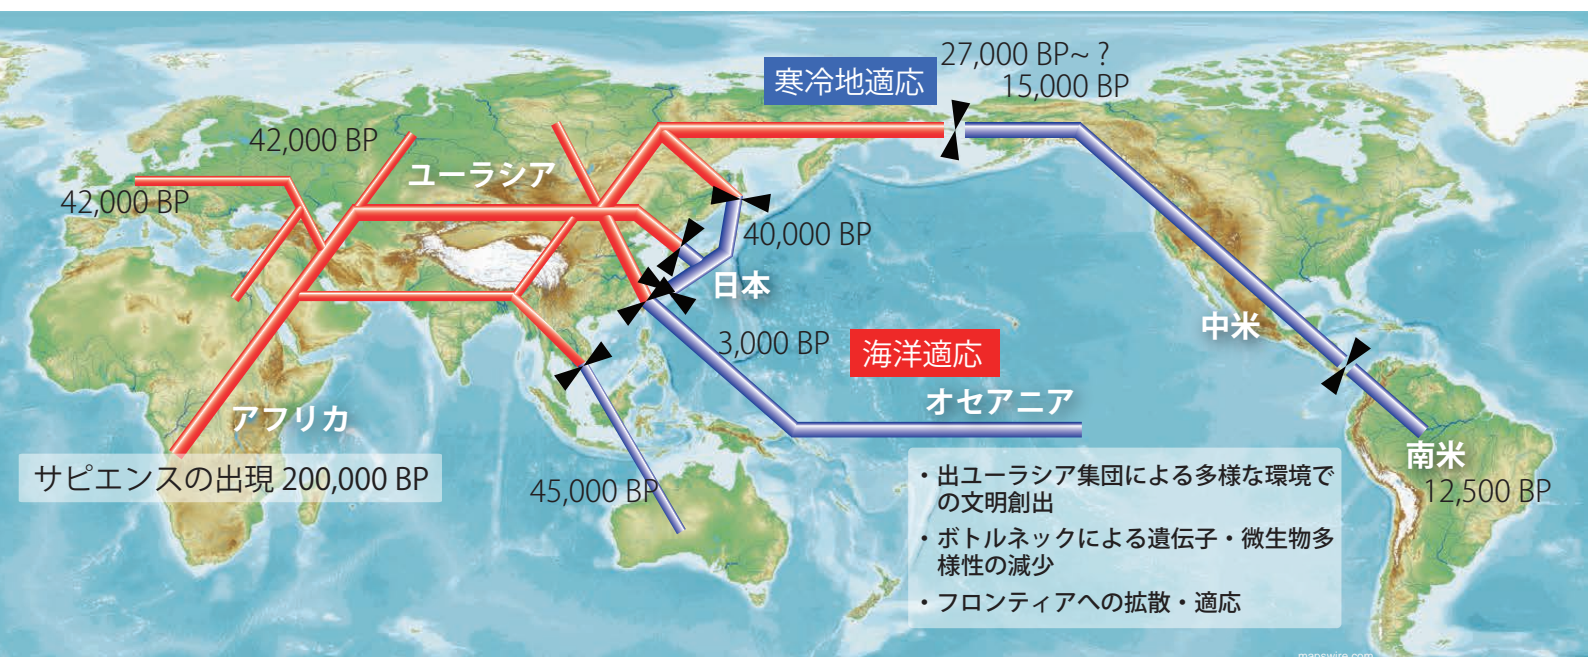 27,000 BP~ ?
寒冷地適応
15,000 BP
42,000 BP
ユーラシア
42,000 BP
40,000 BP
日本
中米
3,000 BP
海洋適応
オセアニア
アフリカ
サピエンスの出現 200,000 BP
45,000 BP
南米
12,500 BP
・出ユーラシア集団による多様な環境で
の文明創出
・ボトルネックによる遺伝子・微生物多
様性の減少
・フロンティアへの拡散・適応
mapswire.com